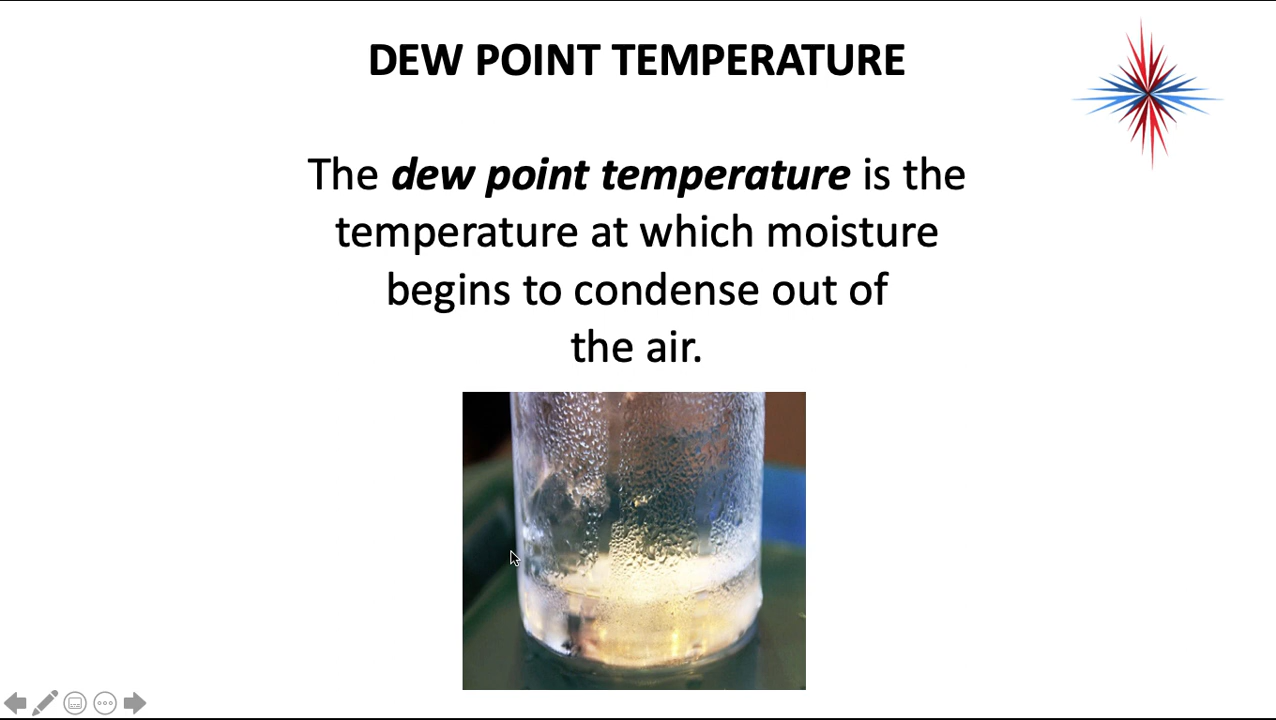 DEW POINT TEMPERATURE
The dew point temperature is the
temperature at which moisture
begins to condense out of
the air.